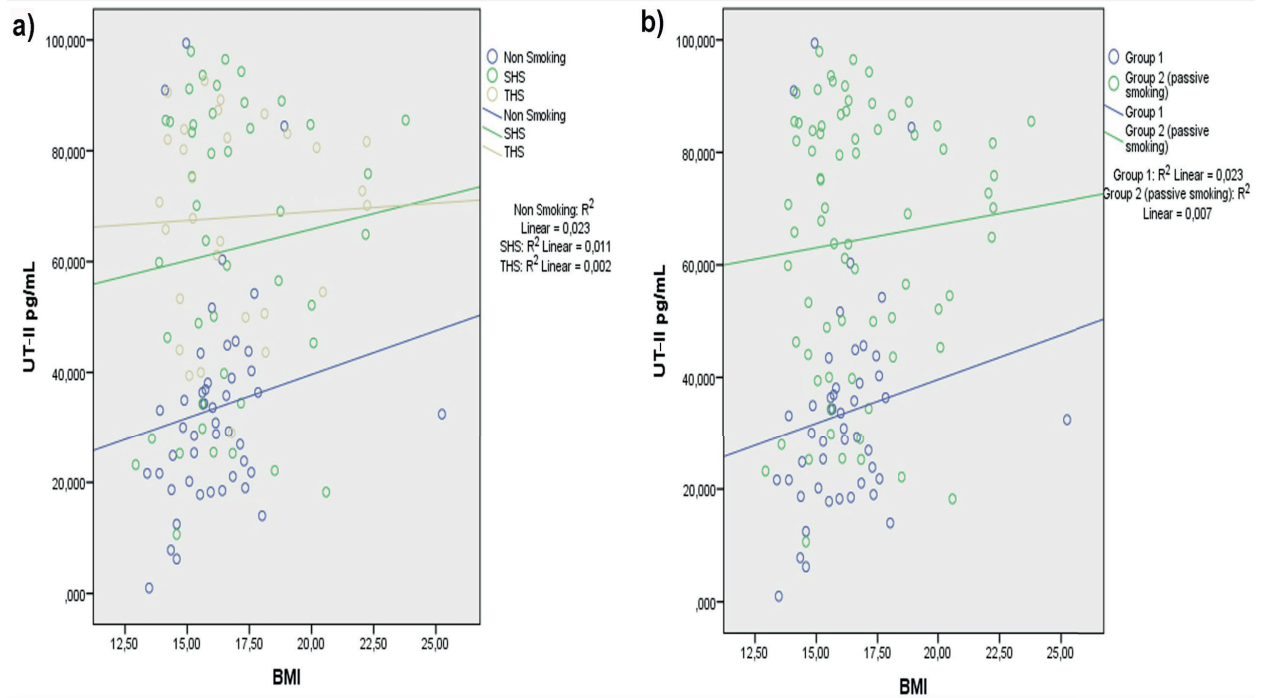 a)
100,000
80,000
60,000
40,000
20,000
,000
UT-II pg/mL
12,50 15,00 17,50 20,00 22,50 25,00
BMI
Non Smoking
SHS
THS
Non Smoking
SHS
THS
Non Smoking: R2
Linear = 0,023
SHS: R2 Linear = 0,011
THS: R2 Linear = 0,002
b)
100,000
80,000
60,000
40,000
20,000
,000
UT-II pg/mL
12,50 15,00 17,50 20,00 22,50 25,00
BMI
Group 1
Group 2 (passive
smoking)
Group 1
Group 2 (passive
smoking)
Group 1: R2 Linear = 0,023
Group 2 (passive smoking): R2
Linear = 0,007